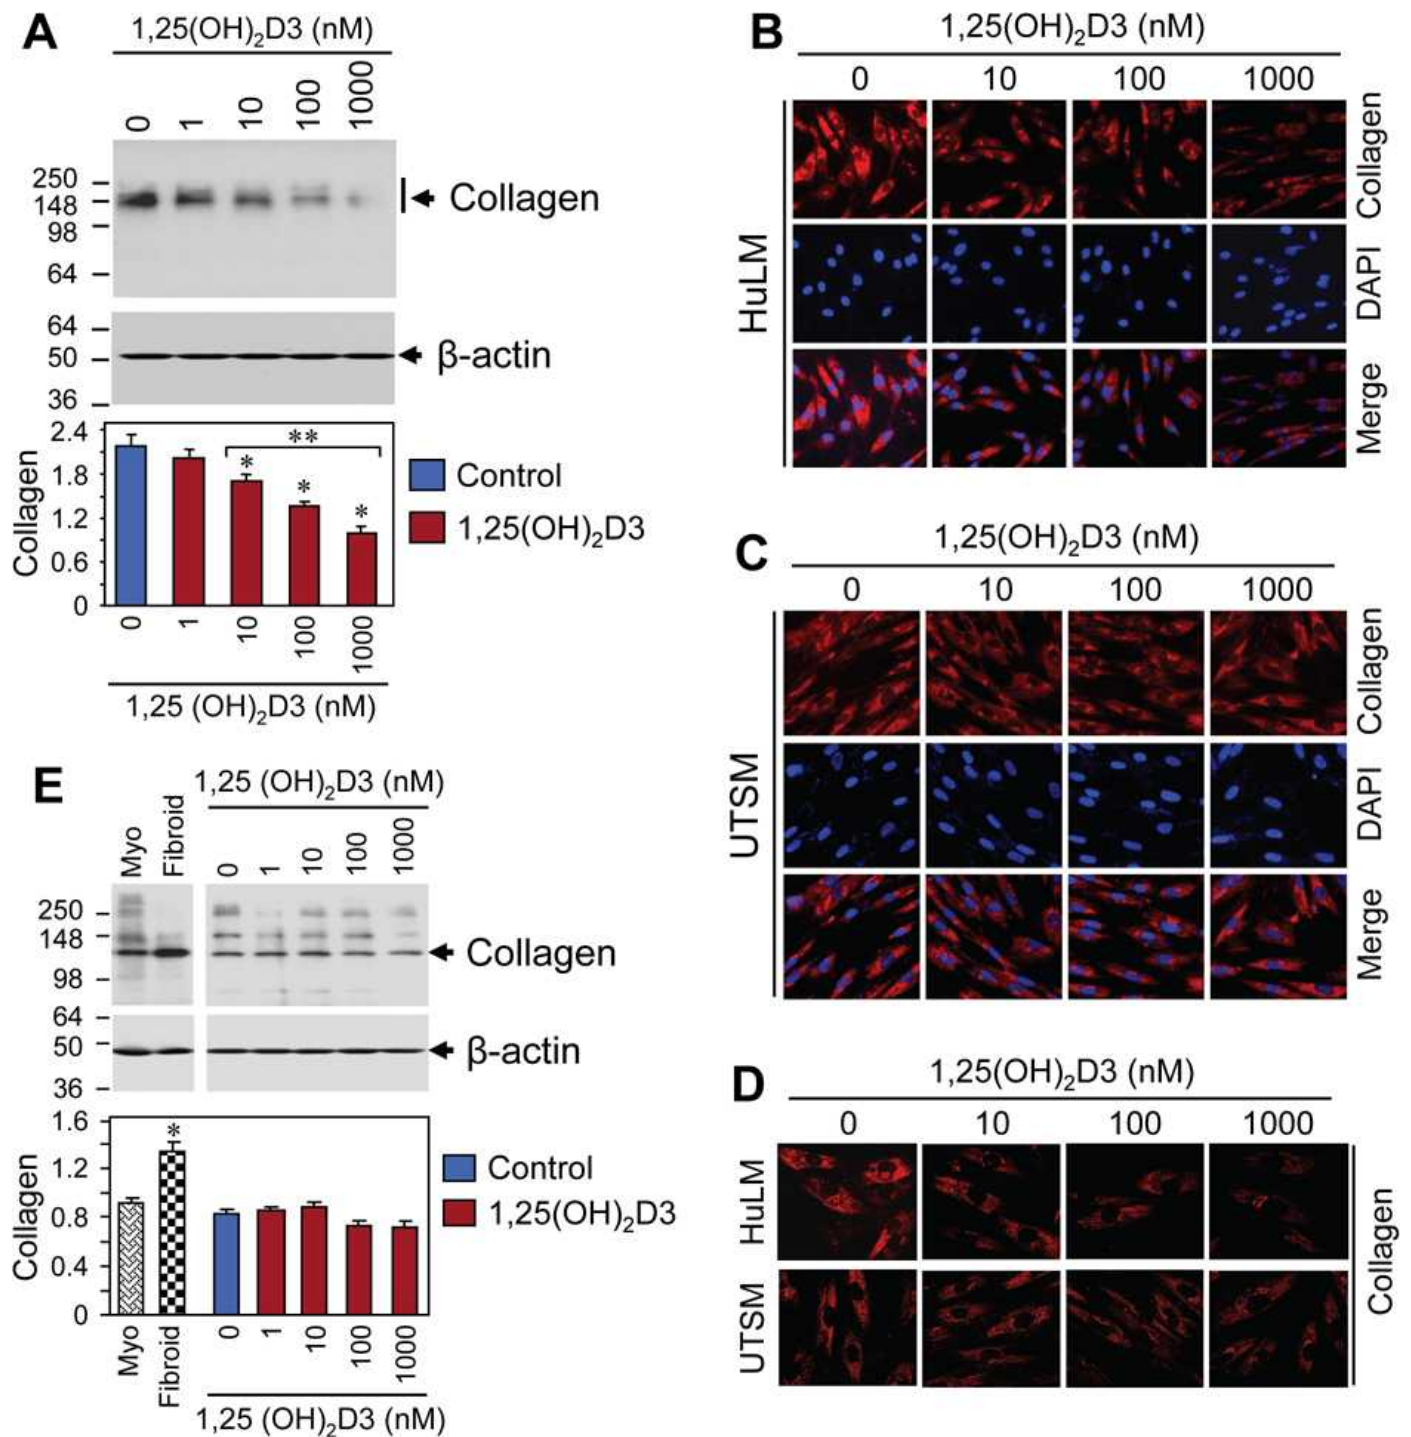 A
1,25(OH)₂D3 (nM)
0 1 10 100 1000
250
148
98
64
Collagen
64
50
36
β-actin
Collagen
2.4
1.8
1.2
0.6
0
**
* * *
Control
1,25(OH)₂D3
0 1 10 100 1000
1,25 (OH)₂D3 (nM)
B
1,25(OH)₂D3 (nM)
0 10 100 1000
HuLM
Collagen
DAPI
Merge
C
1,25(OH)₂D3 (nM)
0 10 100 1000
UTSM
Collagen
DAPI
Merge
E
1,25 (OH)₂D3 (nM)
Myo Fibroid 0 1 10 100 1000
250
148
98
Collagen
64
50
36
β-actin
Collagen
1.6
1.2
0.8
0.4
0
*
Control
1,25(OH)₂D3
Myo Fibroid 0 1 10 100 1000
1,25 (OH)₂D3 (nM)
D
1,25(OH)₂D3 (nM)
0 10 100 1000
HuLM
UTSM
Collagen